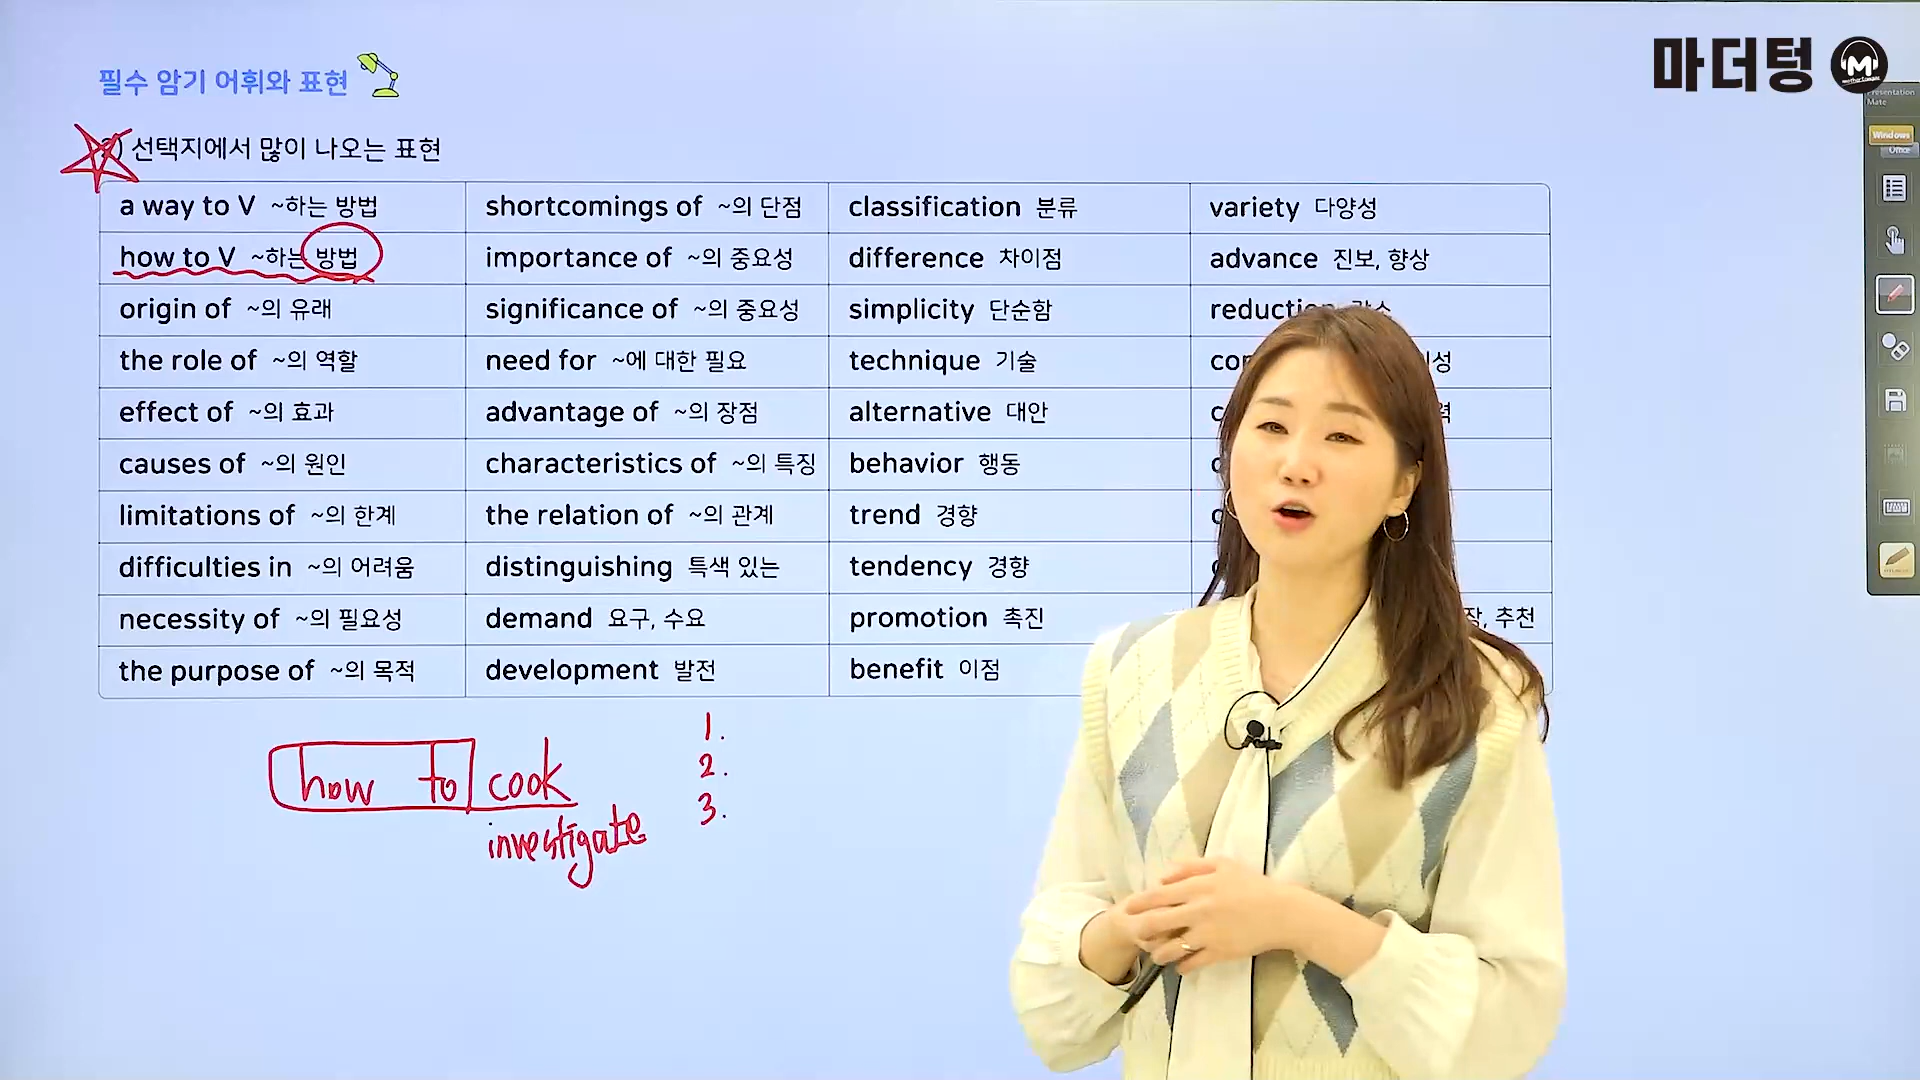 마더텅
M
Presentation Mate
Windows
Office
필수 암기 어휘와 표현
선택지에서 많이 나오는 표현
a way to V ~하는 방법 shortcomings of ~의 단점 classification 분류 variety 다양성
how to V ~하는 방법 importance of ~의 중요성 difference 차이점 advance 진보, 향상
origin of ~의 유래 significance of ~의 중요성 simplicity 단순함
the role of ~의 역할 need for ~에 대한 필요 technique 기술
effect of ~의 효과 advantage of ~의 장점 alternative 대안
causes of ~의 원인 characteristics of ~의 특징 behavior 행동
limitations of ~의 한계 the relation of ~의 관계 trend 경향
difficulties in ~의 어려움 distinguishing 특색 있는 tendency 경향
necessity of ~의 필요성 demand 요구, 수요 promotion 촉진 추천
the purpose of ~의 목적 development 발전 benefit 이점
how to cook
investigate
1.
2.
3.